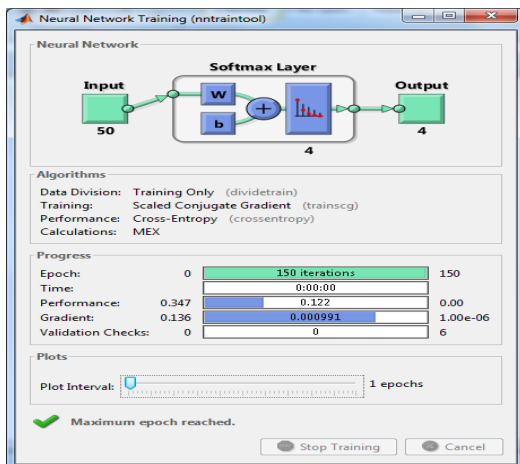 Neural Network Training (nntraintool)
Neural Network
Softmax Layer
Input
Output
W
b
+
50
4
4
Algorithms
Data Division: Training Only (dividetrain)
Training: Scaled Conjugate Gradient (trainscg)
Performance: Cross-Entropy (crossentropy)
Calculations: MEX
Progress
Epoch: 0 150 iterations 150
Time: 0:00:00
Performance: 0.347 0.122 0.00
Gradient: 0.136 0.000991 1.00e-06
Validation Checks: 0 0 6
Plots
Plot Interval: 1 epochs
Maximum epoch reached.
Stop Training Cancel